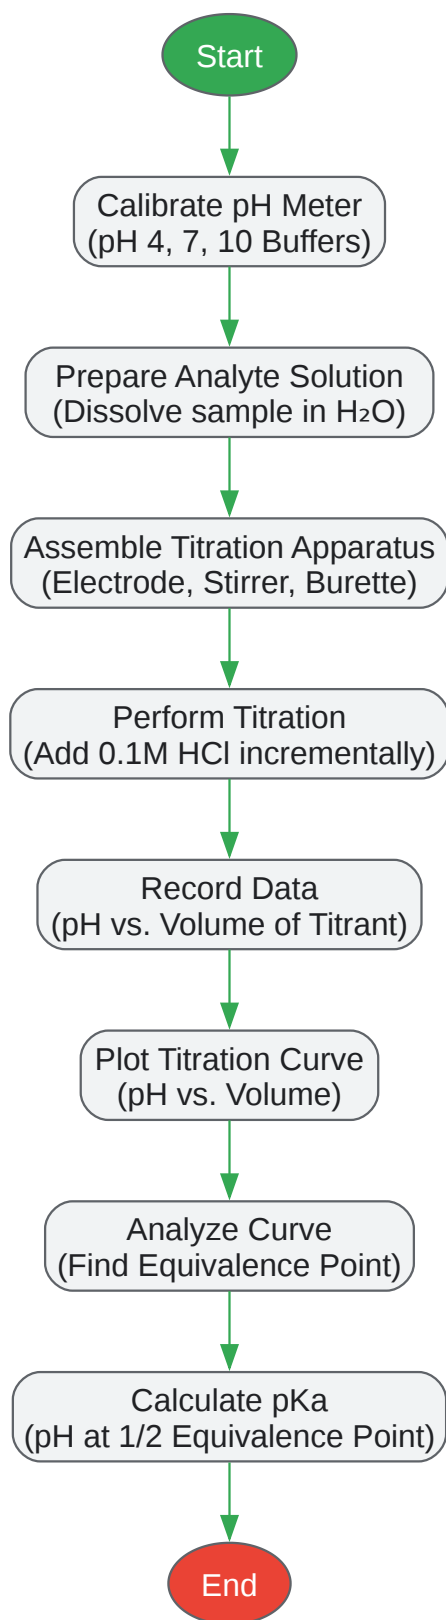 Start
Calibrate pH Meter
(pH 4, 7, 10 Buffers)
Prepare Analyte Solution
(Dissolve sample in H₂O)
Assemble Titration Apparatus
(Electrode, Stirrer, Burette)
Perform Titration
(Add 0.1M HCl incrementally)
Record Data
(pH vs. Volume of Titrant)
Plot Titration Curve
(pH vs. Volume)
Analyze Curve
(Find Equivalence Point)
Calculate pKa
(pH at 1/2 Equivalence Point)
End